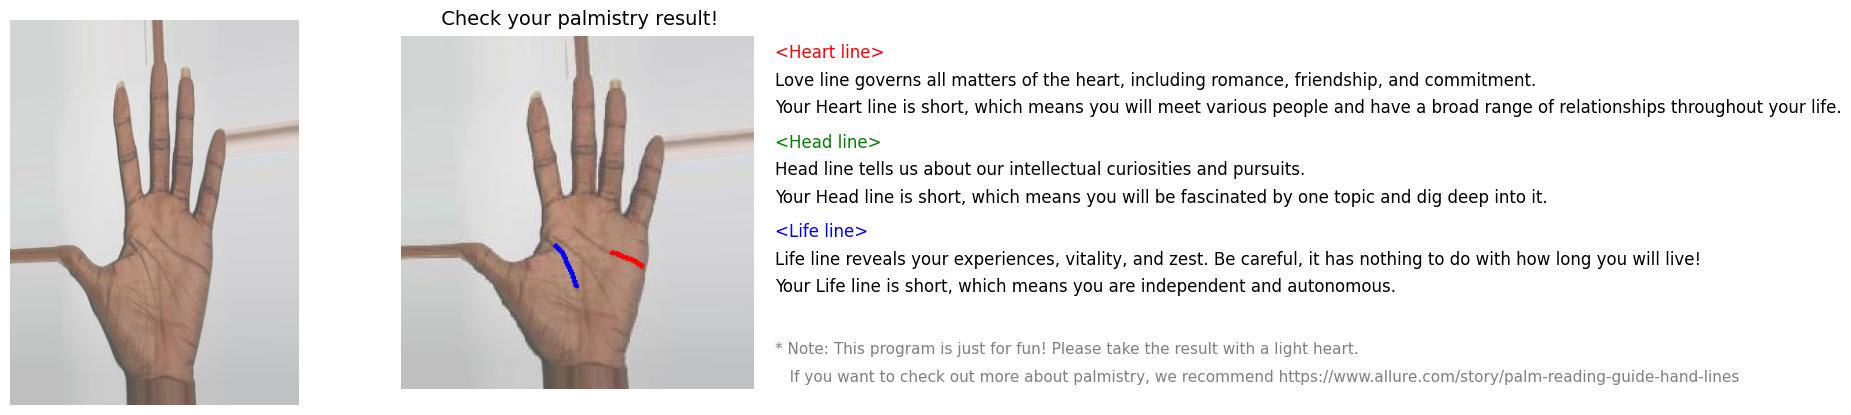 Check your palmistry result!
<Heart line>
Love line governs all matters of the heart, including romance, friendship, and commitment.
Your Heart line is short, which means you will meet various people and have a broad range of relationships throughout your life.
<Head line>
Head line tells us about our intellectual curiosities and pursuits.
Your Head line is short, which means you will be fascinated by one topic and dig deep into it.
<Life line>
Life line reveals your experiences, vitality, and zest. Be careful, it has nothing to do with how long you will live!
Your Life line is short, which means you are independent and autonomous.
* Note: This program is just for fun! Please take the result with a light heart.
If you want to check out more about palmistry, we recommend https://www.allure.com/story/palm-reading-guide-hand-lines